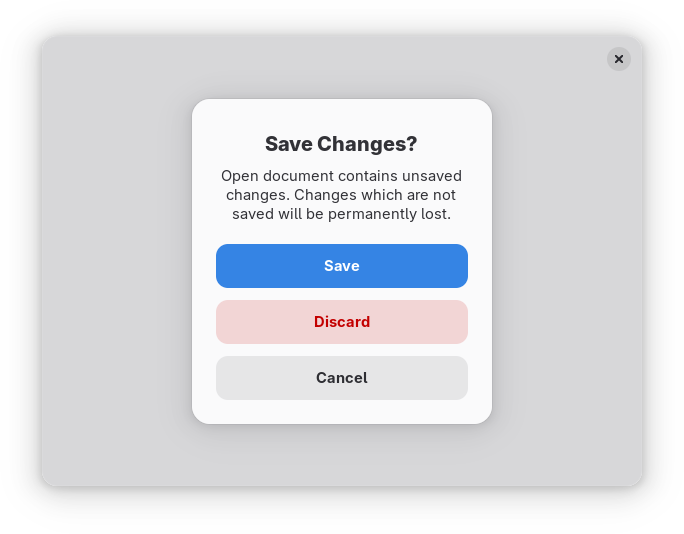 Save Changes?
Open document contains unsaved
changes. Changes which are not
saved will be permanently lost.
Save
Discard
Cancel